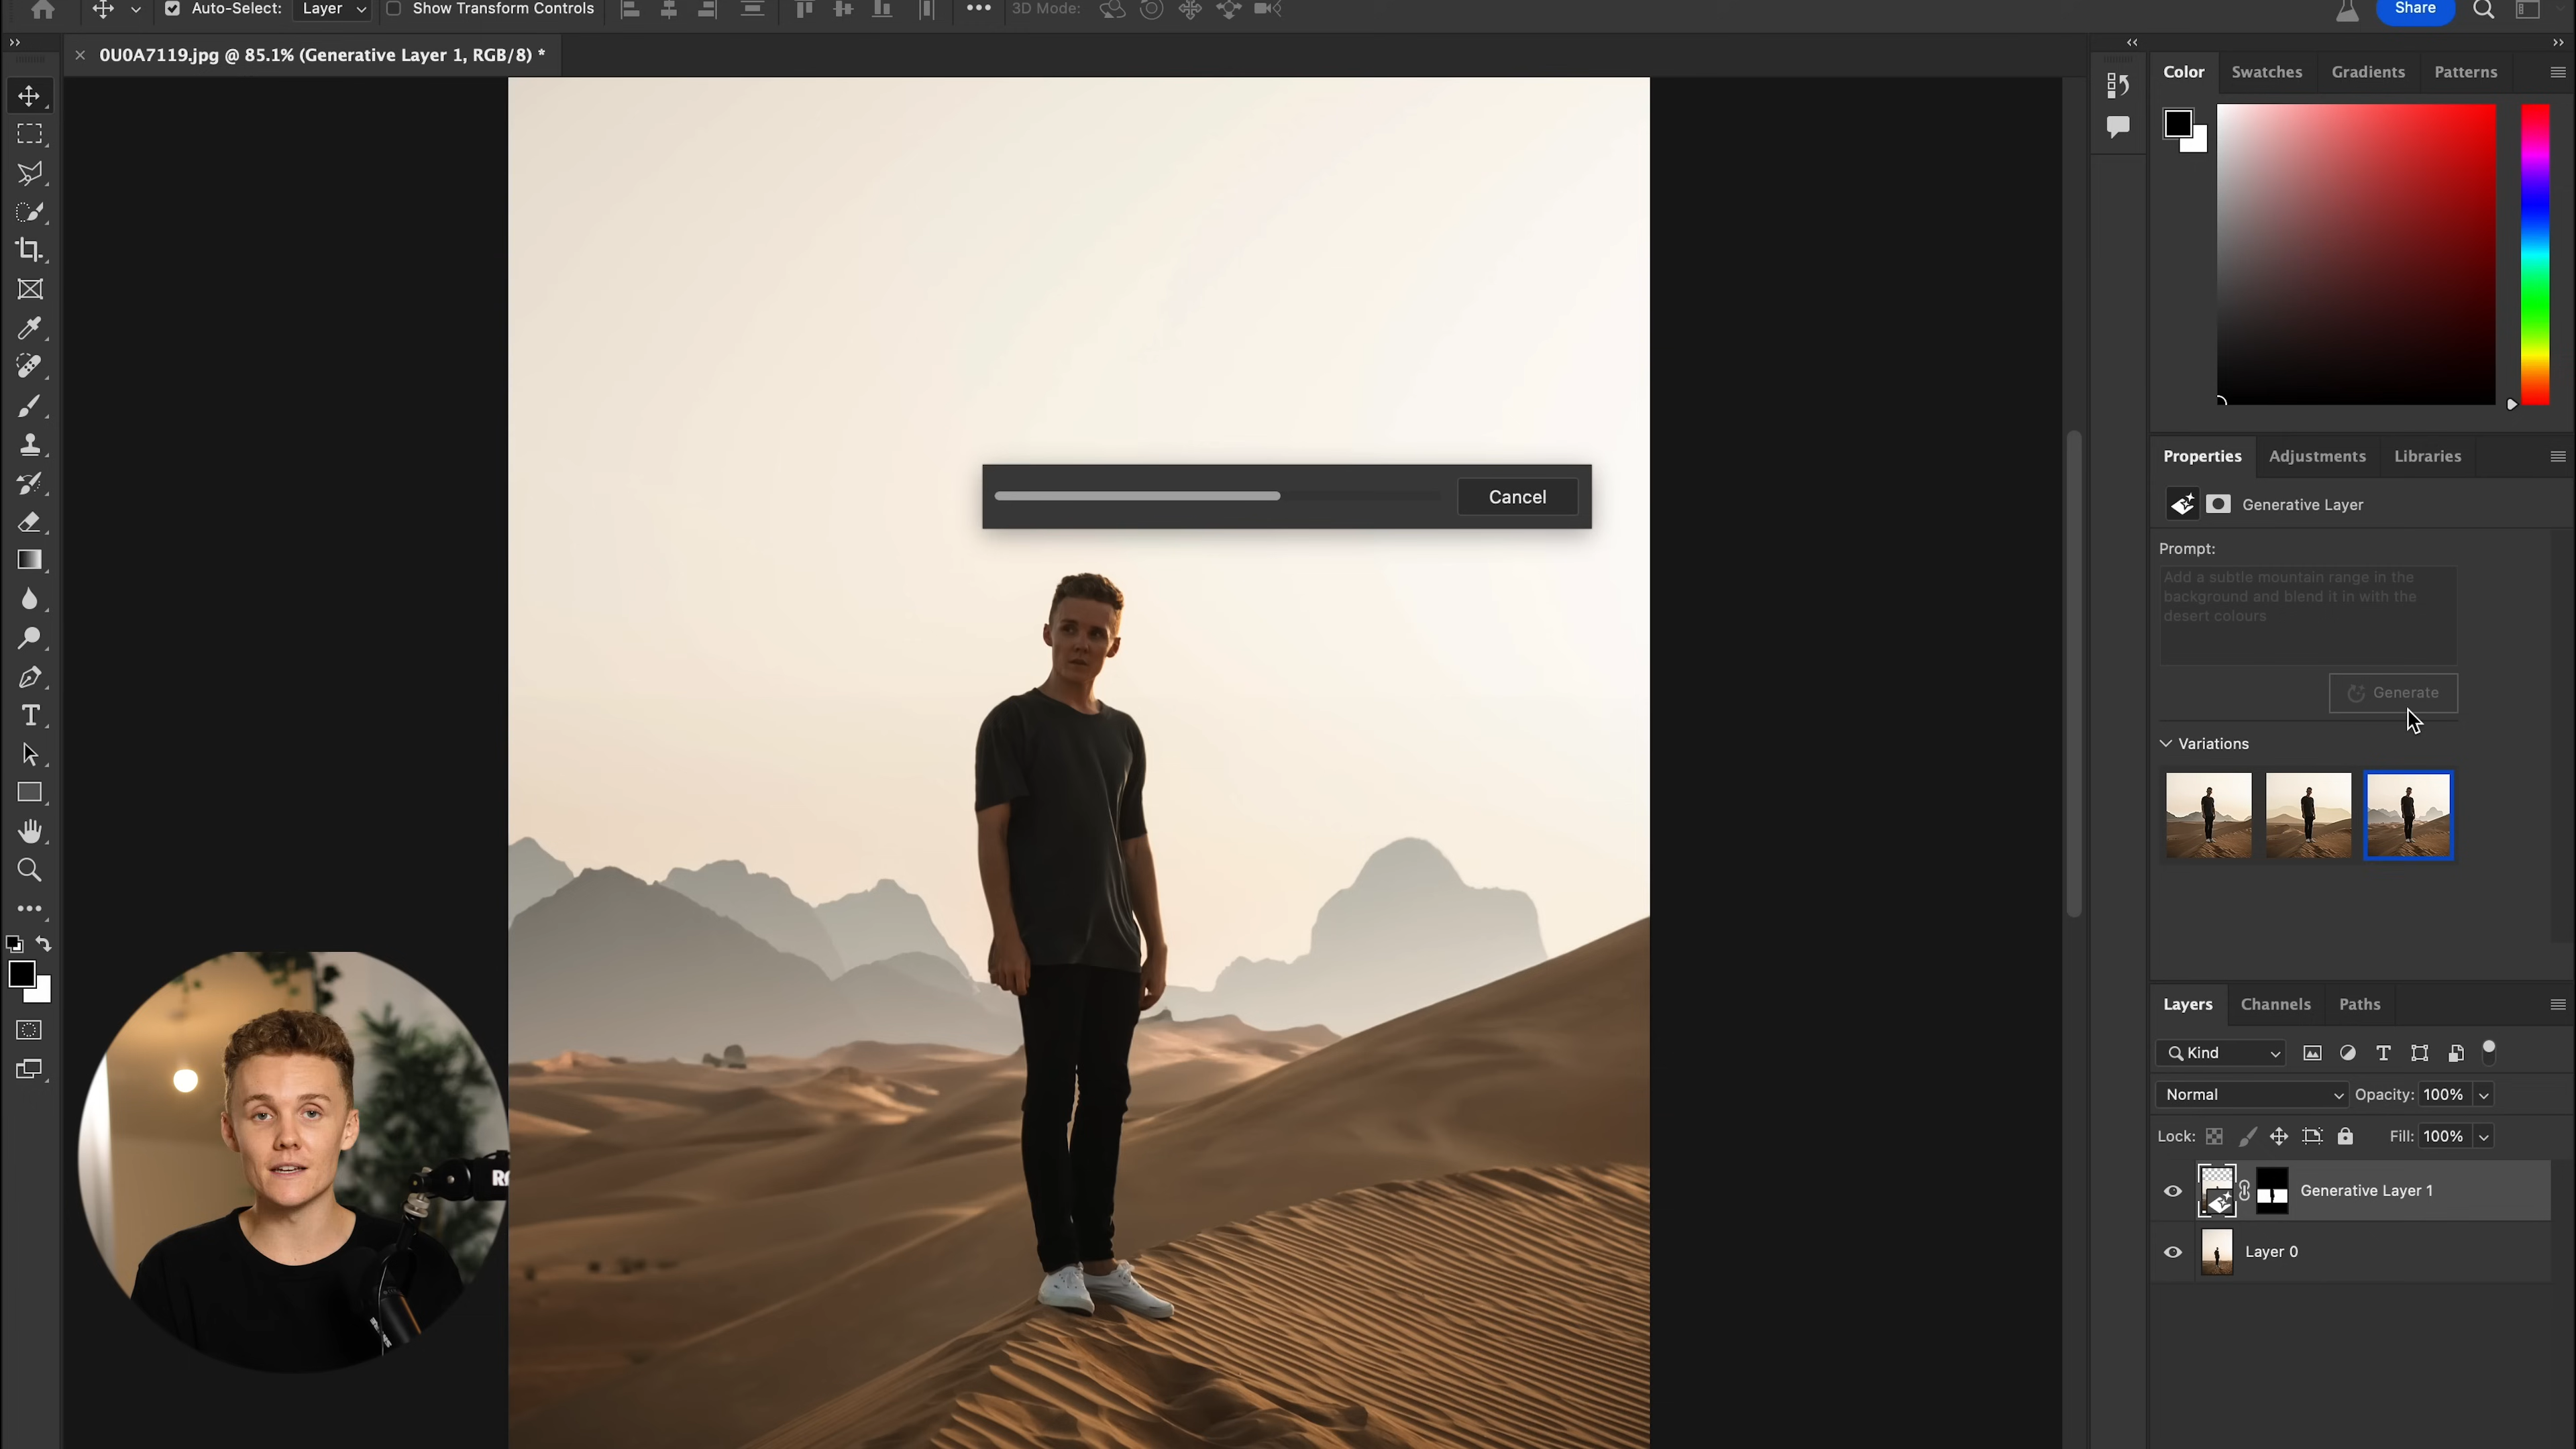 Auto-Select: Layer Show Transform Controls 3D Mode: Share
0U0A7119.jpg @ 85.1% (Generative Layer 1, RGB/8) *
Color Swatches Gradients Patterns
Cancel
Properties Adjustments Libraries
Generative Layer
Prompt:
Add a subtle mountain range in the
background and blend it in with the
desert colours
Generate
Variations
Layers Channels Paths
Kind
Normal Opacity: 100%
Lock: Fill: 100%
Generative Layer 1
Layer 0